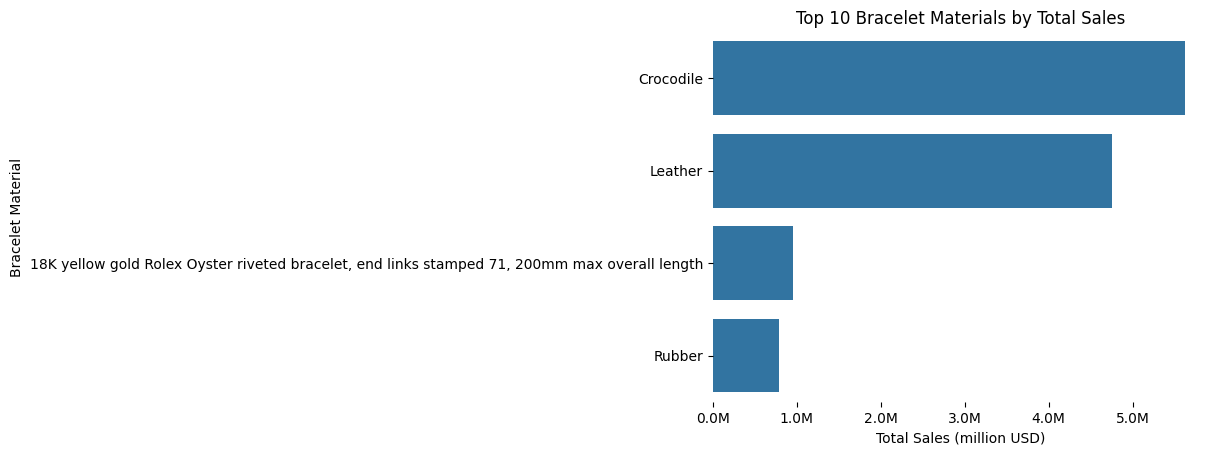 Top 10 Bracelet Materials by Total Sales
Bracelet Material
Crocodile
Leather
18K yellow gold Rolex Oyster riveted bracelet, end links stamped 71, 200mm max overall length
Rubber
0.0M 1.0M 2.0M 3.0M 4.0M 5.0M
Total Sales (million USD)